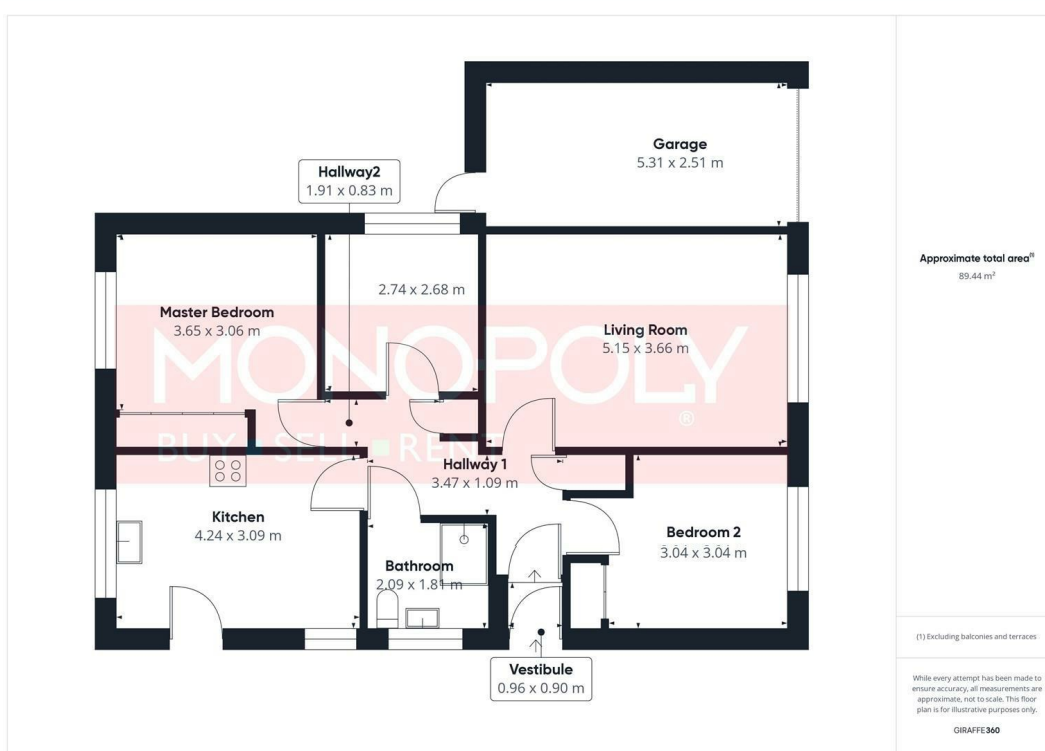 Garage
5.31 x 2.51 m
Hallway2
1.91 x 0.83 m
2.74 x 2.68 m
Master Bedroom
3.65 x 3.06 m
Living Room
5.15 x 3.66 m
MONOPOLY
®
BUY SELL RENT
Hallway 1
3.47 x 1.09 m
Kitchen
4.24 x 3.09 m
Bedroom 2
3.04 x 3.04 m
Bathroom
2.09 x 1.81 m
Vestibule
0.96 x 0.90 m
Approximate total area⁽¹⁾
89.44 m²
(1) Excluding balconies and terraces
While every attempt has been made to
ensure accuracy, all measurements are
approximate, not to scale. This floor
plan is for illustrative purposes only.
GIRAFFE360